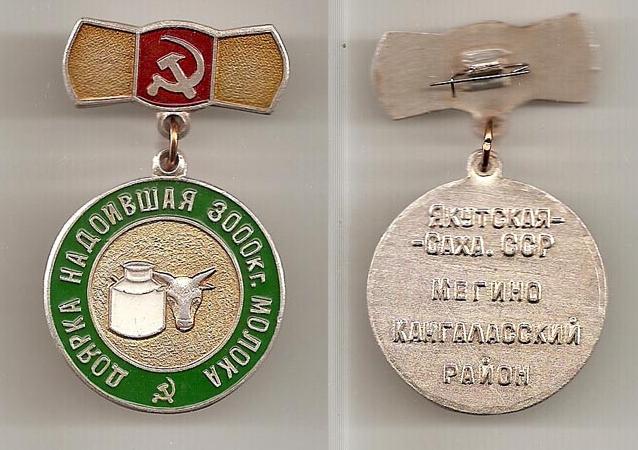 ДОЯРКА НАДОИВШАЯ 3000кг. МОЛОКА
ЯКУТСКАЯ-
-САХА. ССР
МЕГИНО
КАНГАЛАССКИЙ
РАЙОН